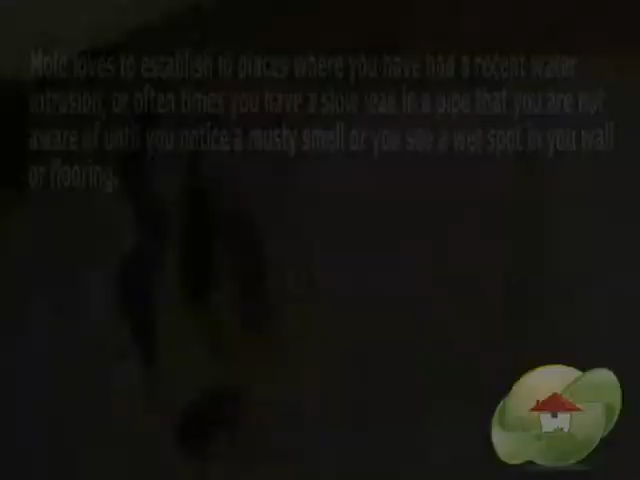 Mold loves to establish in places where you have had a recent water
intrusion, or often times you have a slow leak in a pipe that you are not
aware of until you notice a musty smell or you see a wet spot in you wall
or flooring.